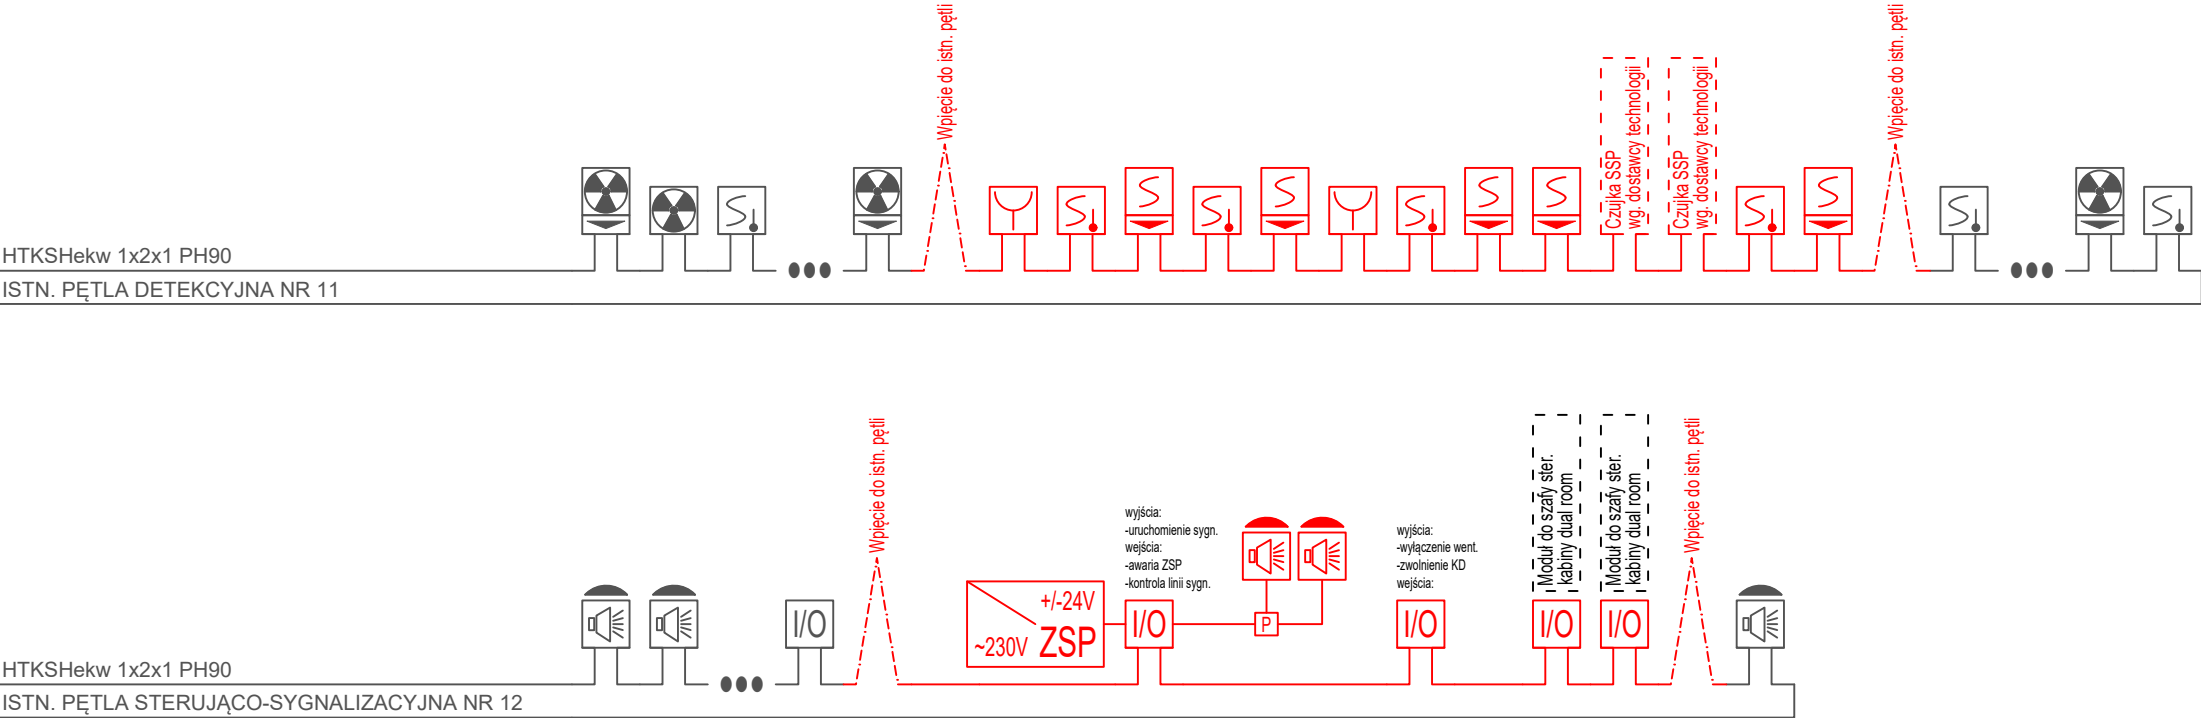 Wpięcie do istn. pętli
Wpięcie do istn. pętli
Czujka SSP
wg. dostawcy technologii
Czujka SSP
wg. dostawcy technologii
HTKSHekw 1x2x1 PH90
ISTN. PĘTLA DETEKCYJNA NR 11
Wpięcie do istn. pętli
Wpięcie do istn. pętli
Moduł do szafy ster.
kabiny dual room
Moduł do szafy ster.
kabiny dual room
wyjścia:
-uruchomienie sygn.
wejścia:
-awaria ZSP
-kontrola linii sygn.
wyjścia:
-wyłączenie went.
-zwolnienie KD
wejścia:
I/O
+/-24V
~230V ZSP
I/O
P
I/O
I/O
I/O
HTKSHekw 1x2x1 PH90
ISTN. PĘTLA STERUJĄCO-SYGNALIZACYJNA NR 12